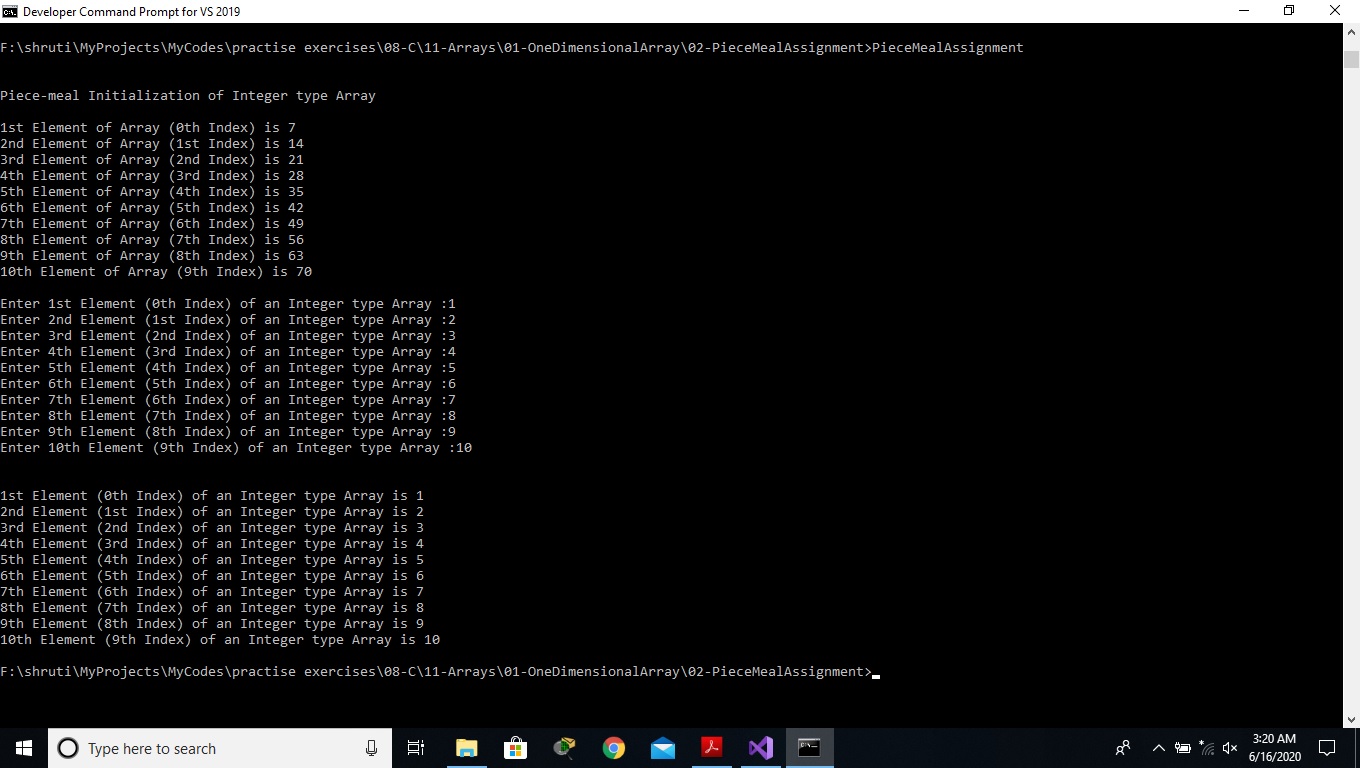 Developer Command Prompt for VS 2019
F:\shruti\MyProjects\MyCodes\practise exercises\08-C\11-Arrays\01-OneDimensionalArray\02-PieceMealAssignment>PieceMealAssignment
Piece-meal Initialization of Integer type Array
1st Element of Array (0th Index) is 7
2nd Element of Array (1st Index) is 14
3rd Element of Array (2nd Index) is 21
4th Element of Array (3rd Index) is 28
5th Element of Array (4th Index) is 35
6th Element of Array (5th Index) is 42
7th Element of Array (6th Index) is 49
8th Element of Array (7th Index) is 56
9th Element of Array (8th Index) is 63
10th Element of Array (9th Index) is 70
Enter 1st Element (0th Index) of an Integer type Array :1
Enter 2nd Element (1st Index) of an Integer type Array :2
Enter 3rd Element (2nd Index) of an Integer type Array :3
Enter 4th Element (3rd Index) of an Integer type Array :4
Enter 5th Element (4th Index) of an Integer type Array :5
Enter 6th Element (5th Index) of an Integer type Array :6
Enter 7th Element (6th Index) of an Integer type Array :7
Enter 8th Element (7th Index) of an Integer type Array :8
Enter 9th Element (8th Index) of an Integer type Array :9
Enter 10th Element (9th Index) of an Integer type Array :10
1st Element (0th Index) of an Integer type Array is 1
2nd Element (1st Index) of an Integer type Array is 2
3rd Element (2nd Index) of an Integer type Array is 3
4th Element (3rd Index) of an Integer type Array is 4
5th Element (4th Index) of an Integer type Array is 5
6th Element (5th Index) of an Integer type Array is 6
7th Element (6th Index) of an Integer type Array is 7
8th Element (7th Index) of an Integer type Array is 8
9th Element (8th Index) of an Integer type Array is 9
10th Element (9th Index) of an Integer type Array is 10
F:\shruti\MyProjects\MyCodes\practise exercises\08-C\11-Arrays\01-OneDimensionalArray\02-PieceMealAssignment>
Type here to search
3:20 AM
6/16/2020